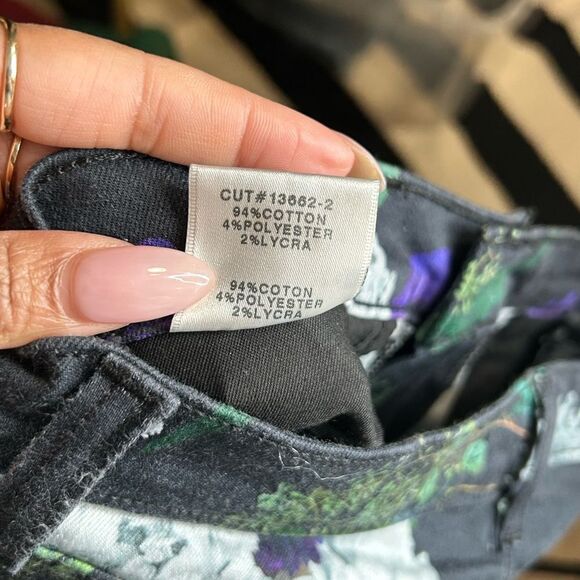 CUT#13662-2
94%COTTON
4%POLYESTER
2%LYCRA
94%COTON
4%POLYESTER
2%LYCRA